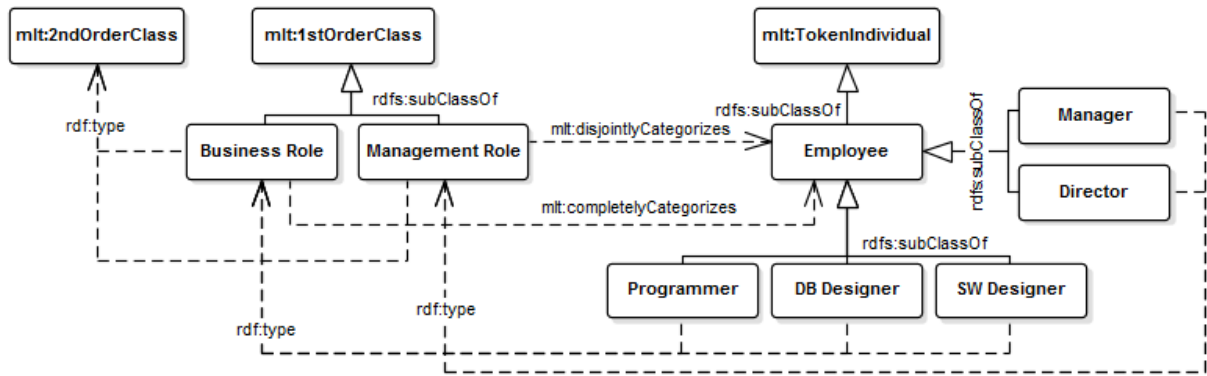 mlt:2ndOrderClass
mlt:1stOrderClass
mlt:TokenIndividual
rdfs:subClassOf
rdfs:subClassOf
rdfs:subClassOf
Manager
rdf:type
mlt:disjointlyCategorizes
Business Role
Management Role
Employee
Director
mlt:completelyCategorizes
rdfs:subClassOf
Programmer
DB Designer
SW Designer
rdf:type
rdf:type